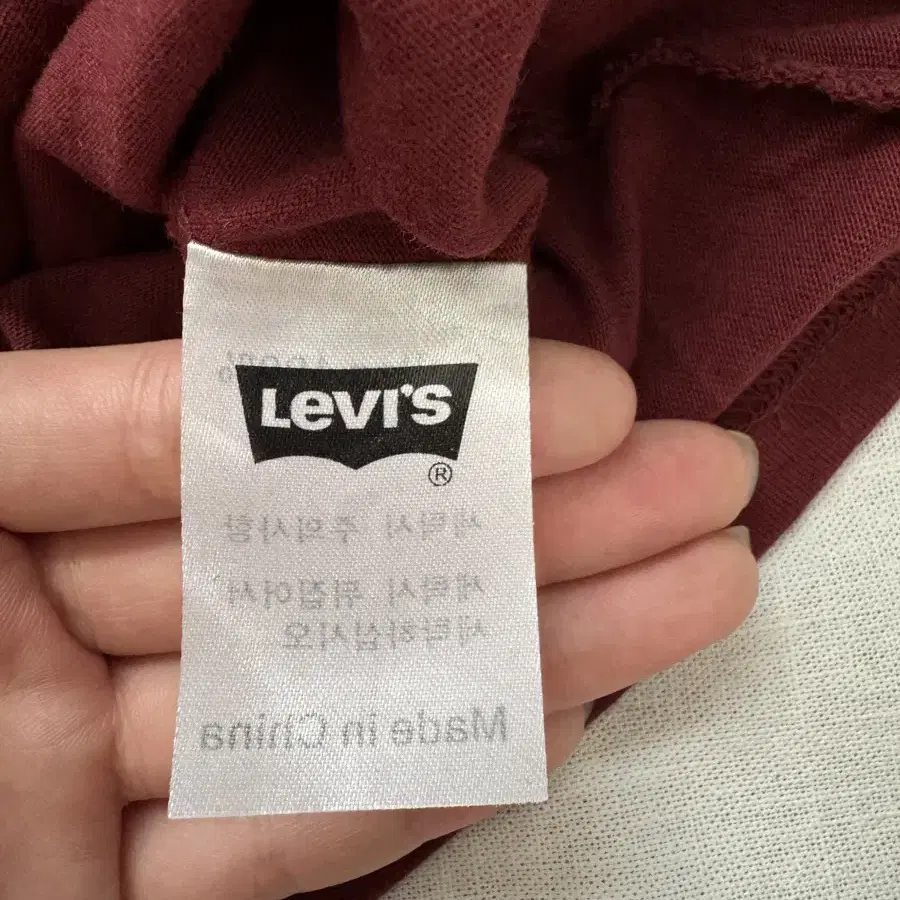 100%
LEVI'S
®
세탁시 주의사항
세탁시 뒤집어서
세탁하십시오
Made in China